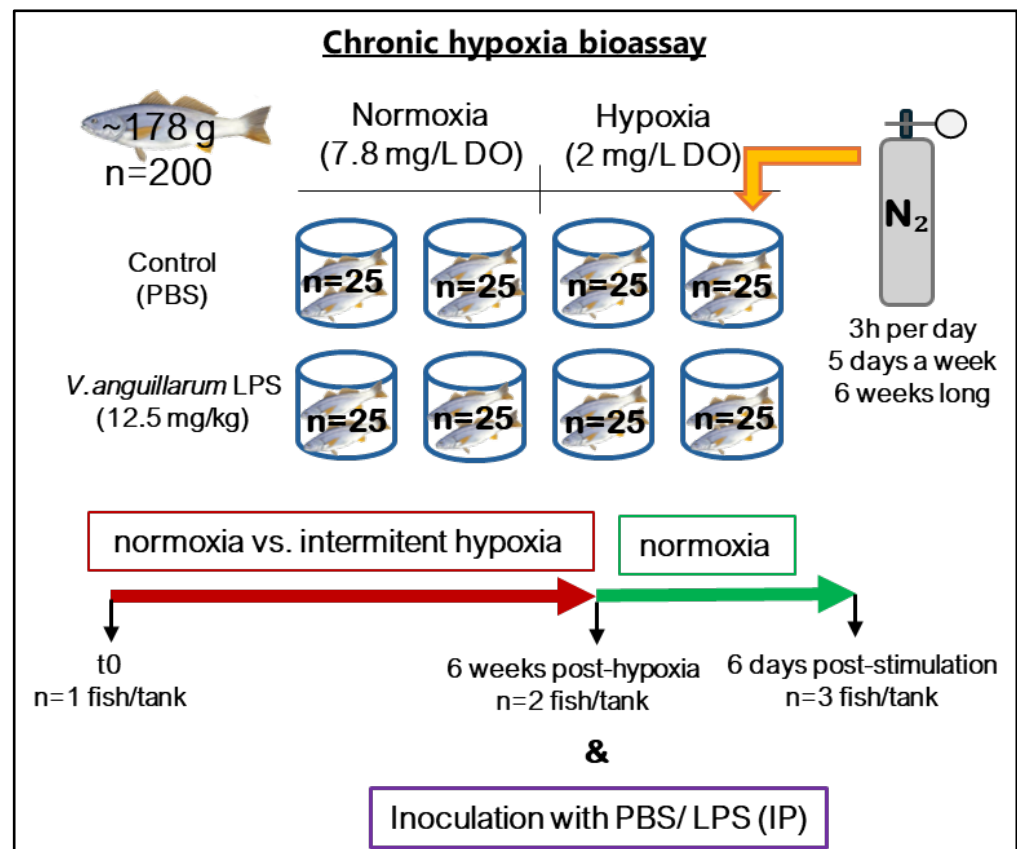 Chronic hypoxia bioassay
~178 g
n=200
Normoxia
(7.8 mg/L DO)
Hypoxia
(2 mg/L DO)
N₂
3h per day
5 days a week
6 weeks long
Control
(PBS)
n=25
n=25
n=25
n=25
V. anguillarum LPS
(12.5 mg/kg)
n=25
n=25
n=25
n=25
normoxia vs. intermitent hypoxia
normoxia
t0
n=1 fish/tank
6 weeks post-hypoxia
n=2 fish/tank
6 days post-stimulation
n=3 fish/tank
&
Inoculation with PBS/ LPS (IP)